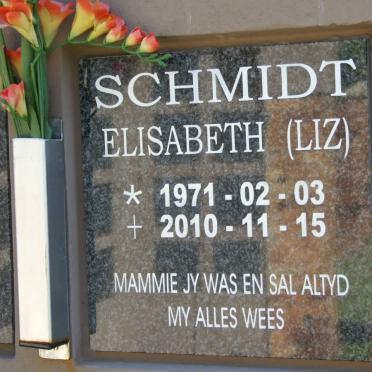 SCHMIDT
ELISABETH (LIZ)
* 1971 - 02 - 03
+ 2010 - 11 - 15
MAMMIE JY WAS EN SAL ALTYD
MY ALLES WEES